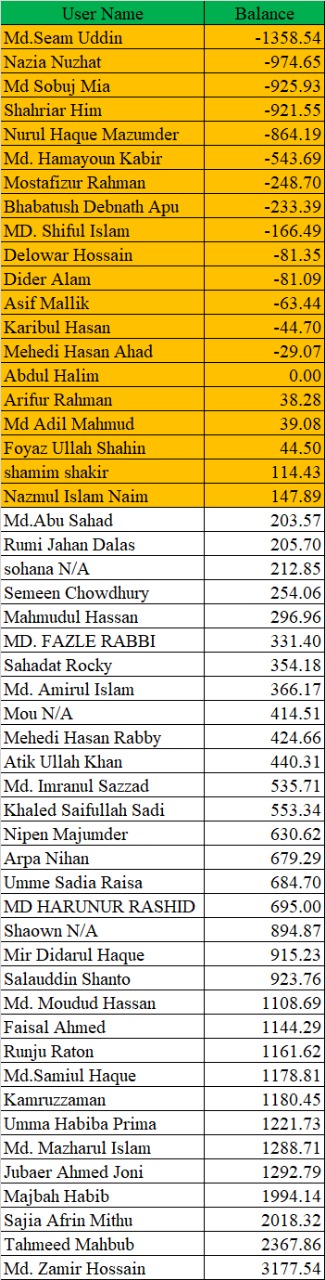 User Name Balance
Md.Seam Uddin -1358.54
Nazia Nuzhat -974.65
Md Sobuj Mia -925.93
Shahriar Him -921.55
Nurul Haque Mazumder -864.19
Md. Hamayoun Kabir -543.69
Mostafizur Rahman -248.70
Bhabatush Debnath Apu -233.39
MD. Shiful Islam -166.49
Delowar Hossain -81.35
Dider Alam -81.09
Asif Mallik -63.44
Karibul Hasan -44.70
Mehedi Hasan Ahad -29.07
Abdul Halim 0.00
Arifur Rahman 38.28
Md Adil Mahmud 39.08
Foyaz Ullah Shahin 44.50
shamim shakir 114.43
Nazmul Islam Naim 147.89
Md.Abu Sahad 203.57
Rumi Jahan Dalas 205.70
sohana N/A 212.85
Semeen Chowdhury 254.06
Mahmudul Hassan 296.96
MD. FAZLE RABBI 331.40
Sahadat Rocky 354.18
Md. Amirul Islam 366.17
Mou N/A 414.51
Mehedi Hasan Rabby 424.66
Atik Ullah Khan 440.31
Md. Imranul Sazzad 535.71
Khaled Saifullah Sadi 553.34
Nipen Majumder 630.62
Arpa Nihan 679.29
Umme Sadia Raisa 684.70
MD HARUNUR RASHID 695.00
Shaown N/A 894.87
Mir Didarul Haque 915.23
Salauddin Shanto 923.76
Md. Moudud Hassan 1108.69
Faisal Ahmed 1144.29
Runju Raton 1161.62
Md.Samiul Haque 1178.81
Kamruzzaman 1180.45
Umma Habiba Prima 1221.73
Md. Mazharul Islam 1288.71
Jubaer Ahmed Joni 1292.79
Majbah Habib 1994.14
Sajia Afrin Mithu 2018.32
Tahmeed Mahbub 2367.86
Md. Zamir Hossain 3177.54